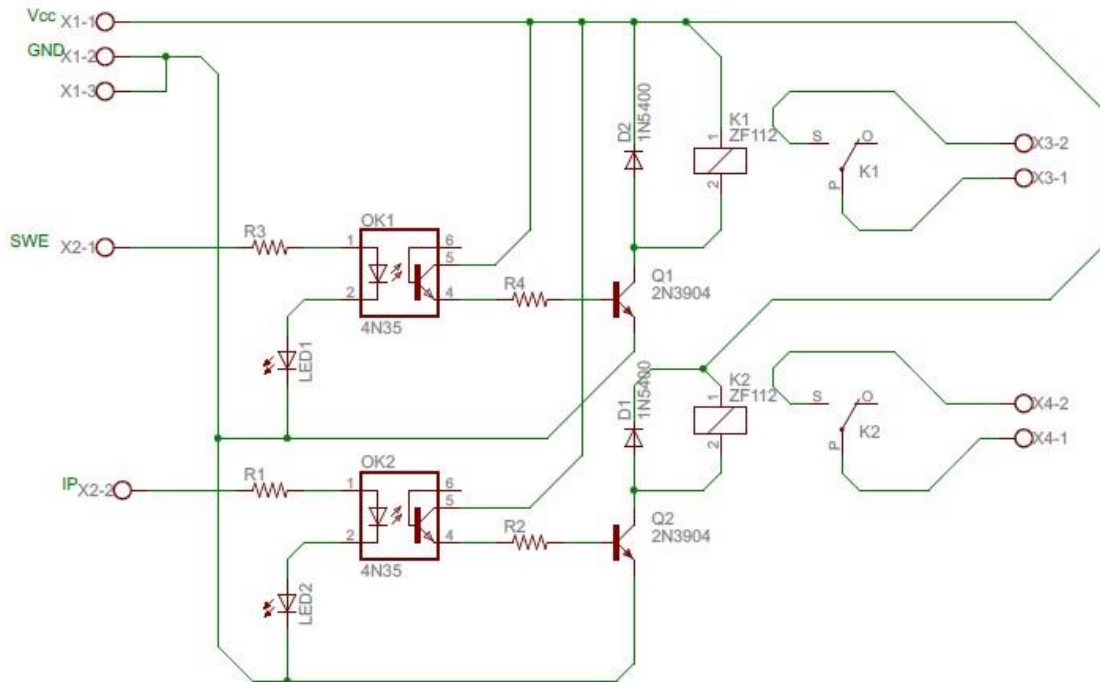 Vcc X1-1
GND X1-2
X1-3
D2
1N5400
K1
ZF112
1
2
S
O
P
K1
X3-2
X3-1
SWE X2-1
R3
OK1
1
2
6
5
4
4N35
R4
Q1
2N3904
LED1
D1
1N5400
K2
ZF112
1
2
S
O
P
K2
X4-2
X4-1
IP X2-2
R1
OK2
1
2
6
5
4
4N35
R2
Q2
2N3904
LED2